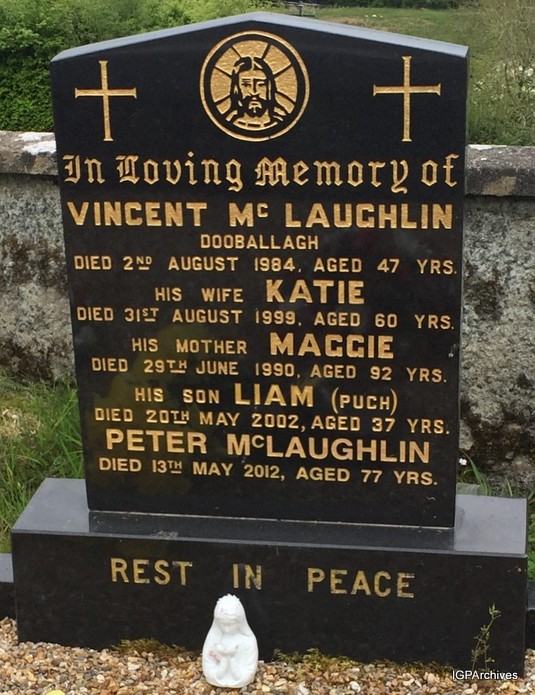 In Loving Memory of
VINCENT Mc LAUGHLIN
DOOBALLAGH
DIED 2ND AUGUST 1984, AGED 47 YRS.
HIS WIFE KATIE
DIED 31ST AUGUST 1999, AGED 60 YRS.
HIS MOTHER MAGGIE
DIED 29TH JUNE 1990, AGED 92 YRS.
HIS SON LIAM (PUCH)
DIED 20TH MAY 2002, AGED 37 YRS.
PETER McLAUGHLIN
DIED 13TH MAY 2012, AGED 77 YRS.
REST IN PEACE
IGPArchives